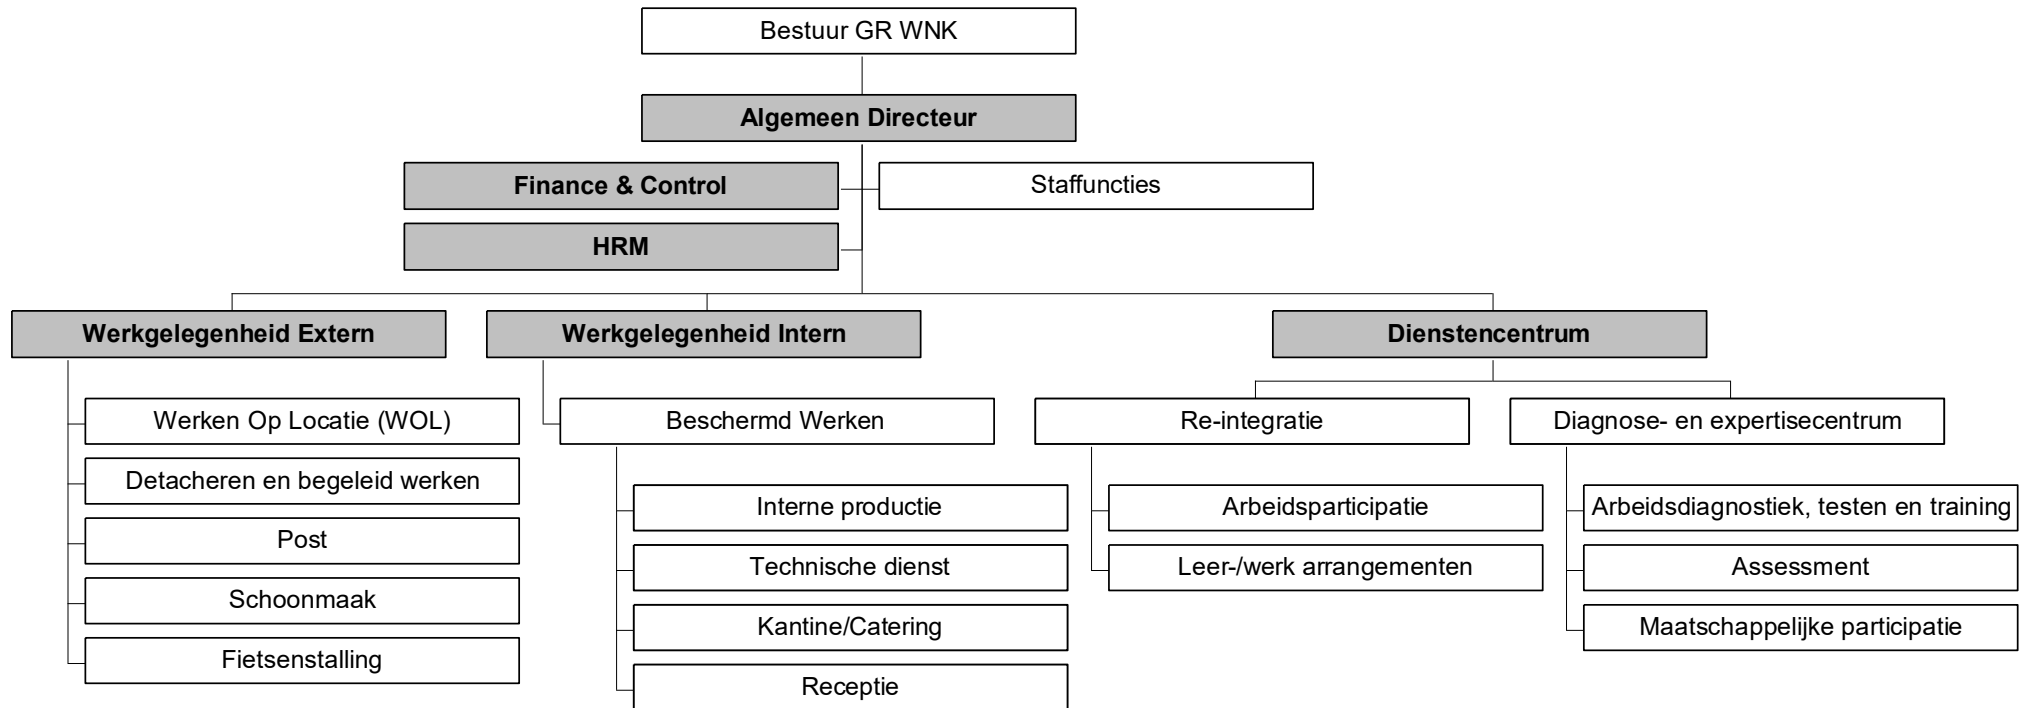 Bestuur GR WNK
Algemeen Directeur
Finance & Control
Staffuncties
HRM
Werkgelegenheid Extern
Werkgelegenheid Intern
Dienstencentrum
Werken Op Locatie (WOL)
Beschermd Werken
Re-integratie
Diagnose- en expertisecentrum
Detacheren en begeleid werken
Interne productie
Arbeidsparticipatie
Arbeidsdiagnostiek, testen en training
Post
Technische dienst
Leer-/werk arrangementen
Assessment
Schoonmaak
Kantine/Catering
Maatschappelijke participatie
Fietsenstalling
Receptie